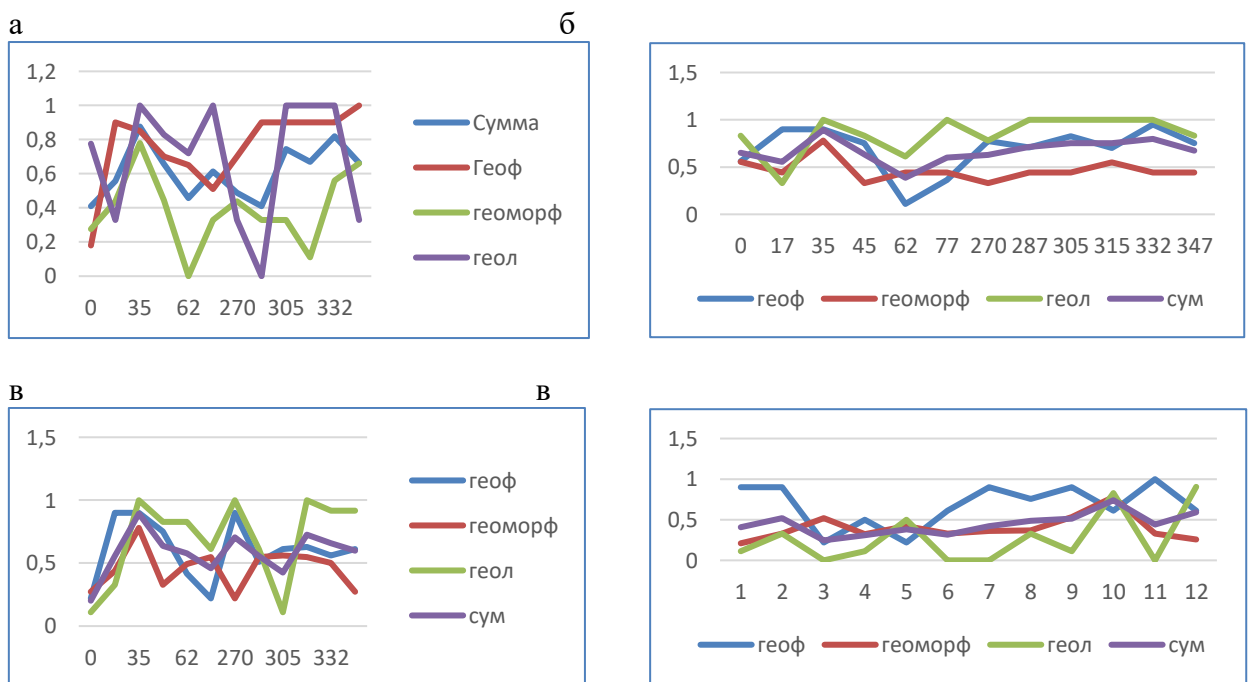 а
1,2
1
0,8
0,6
0,4
0,2
0
0 35 62 270 305 332
Сумма
Геоф
геоморф
геол
б
1,5
1
0,5
0
0 17 35 45 62 77 270 287 305 315 332 347
геоф геоморф геол сум
в
1,5
1
0,5
0
0 35 62 270 305 332
геоф
геоморф
геол
сум
в
1,5
1
0,5
0
1 2 3 4 5 6 7 8 9 10 11 12
геоф геоморф геол сум